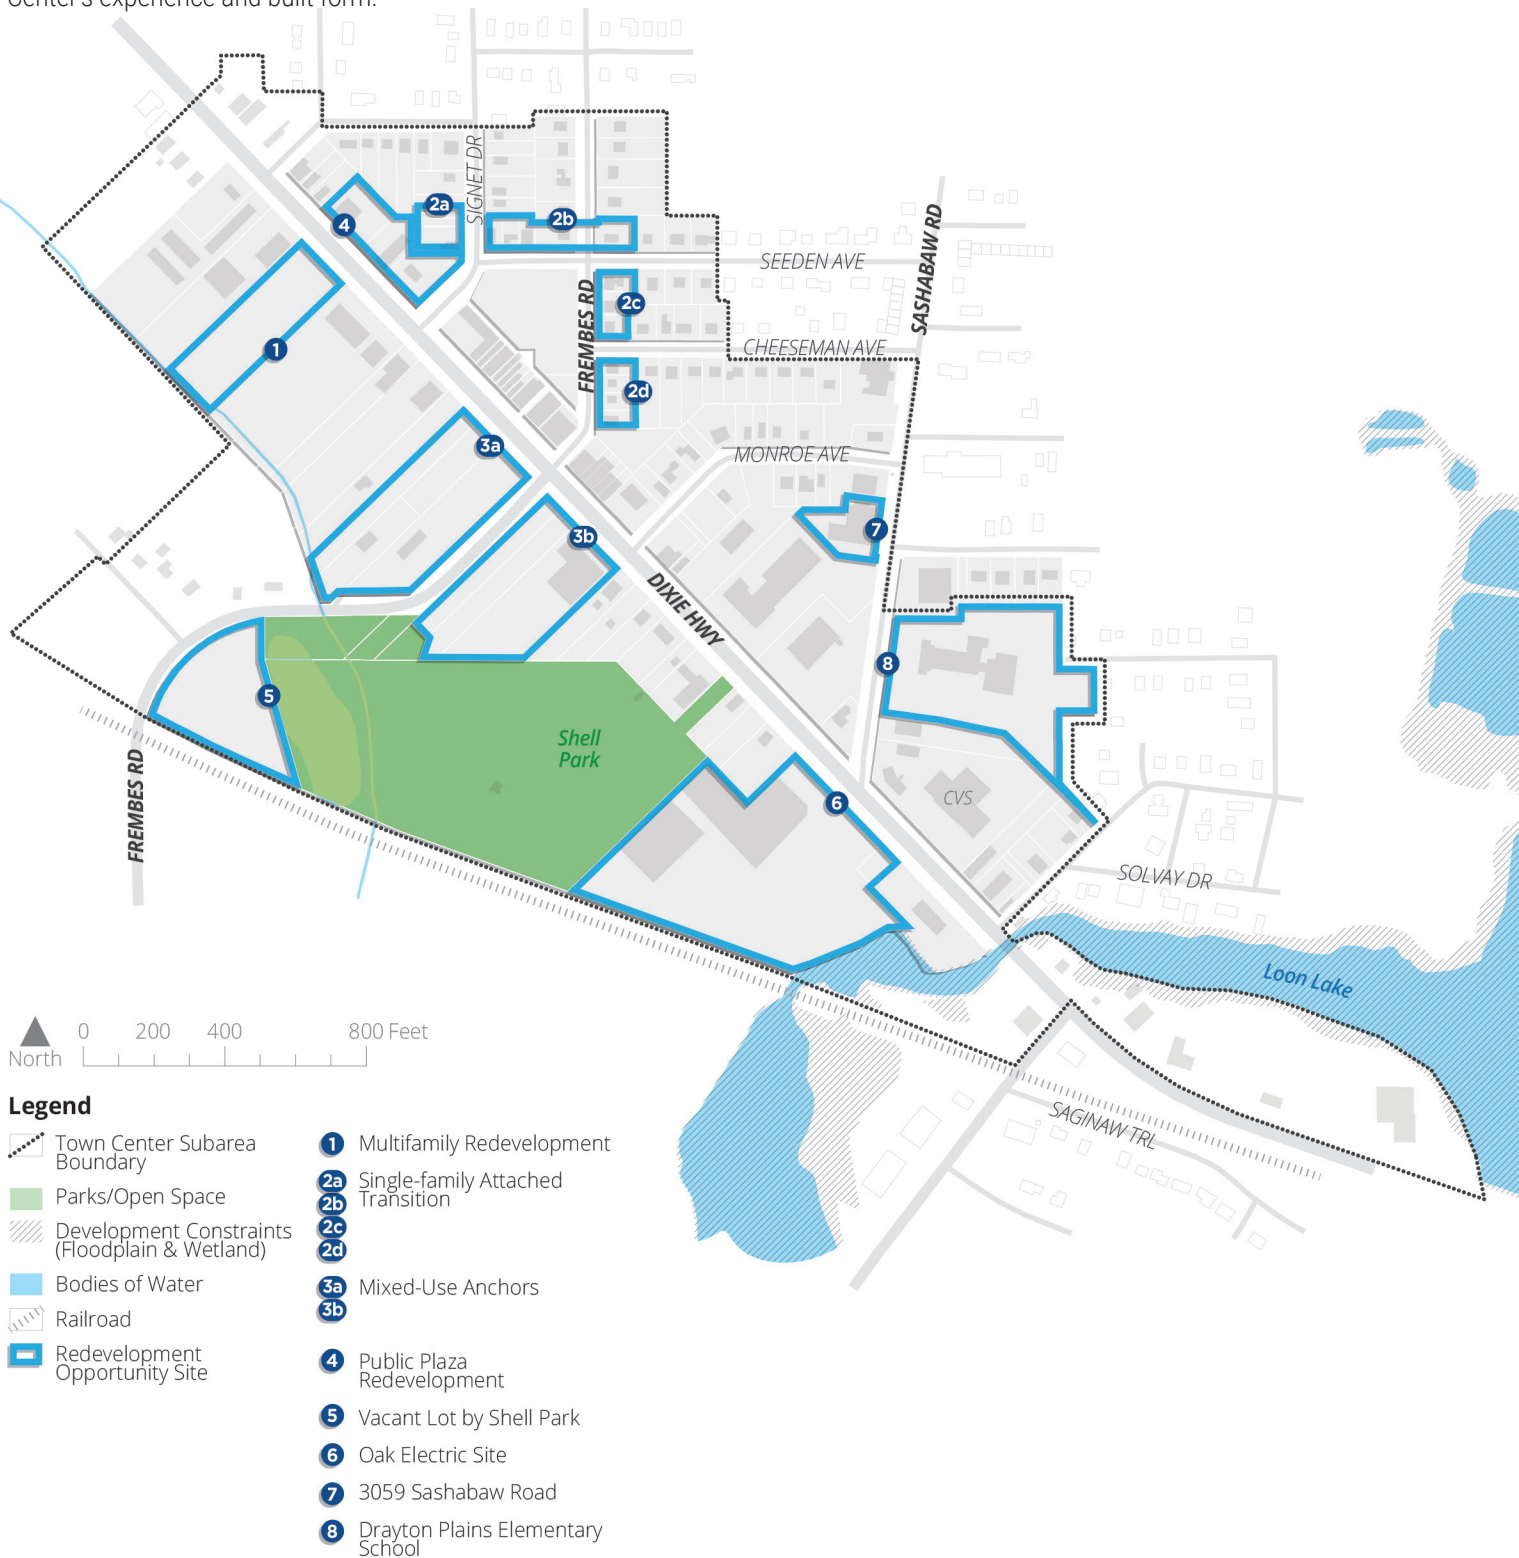 Center's experience and built form.
SIGNET DR
2a
4
2b
SASHABAW RD
SEEDEN AVE
FREMBES RD
2c
1
CHEESEMAN AVE
2d
3a
MONROE AVE
7
3b
DIXIE HWY
8
5
Shell
Park
6
CVS
FREMBES RD
SOLVAY DR
Loon Lake
SAGINAW TRL
0 200 400 800 Feet
North
Legend
Town Center Subarea
Boundary
Parks/Open Space
Development Constraints
(Floodplain & Wetland)
Bodies of Water
Railroad
Redevelopment
Opportunity Site
1 Multifamily Redevelopment
2a Single-family Attached
2b Transition
2c
2d
3a Mixed-Use Anchors
3b
4 Public Plaza
Redevelopment
5 Vacant Lot by Shell Park
6 Oak Electric Site
7 3059 Sashabaw Road
8 Drayton Plains Elementary
School